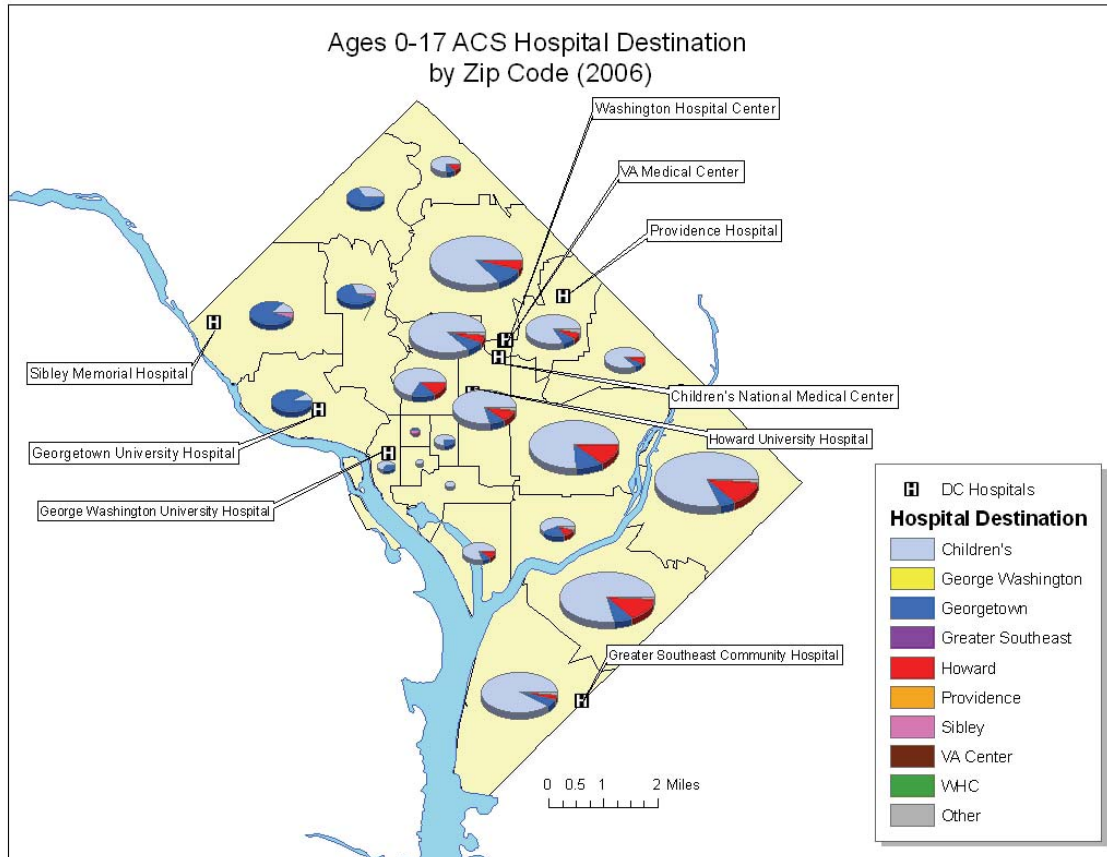 Ages 0-17 ACS Hospital Destination
by Zip Code (2006)
Washington Hospital Center
VA Medical Center
Providence Hospital
Sibley Memorial Hospital
Children's National Medical Center
Georgetown University Hospital
Howard University Hospital
George Washington University Hospital
Greater Southeast Community Hospital
H DC Hospitals
Hospital Destination
Children's
George Washington
Georgetown
Greater Southeast
Howard
Providence
Sibley
VA Center
WHC
Other
0 0.5 1 2 Miles
H
H
H
H
H
H
H